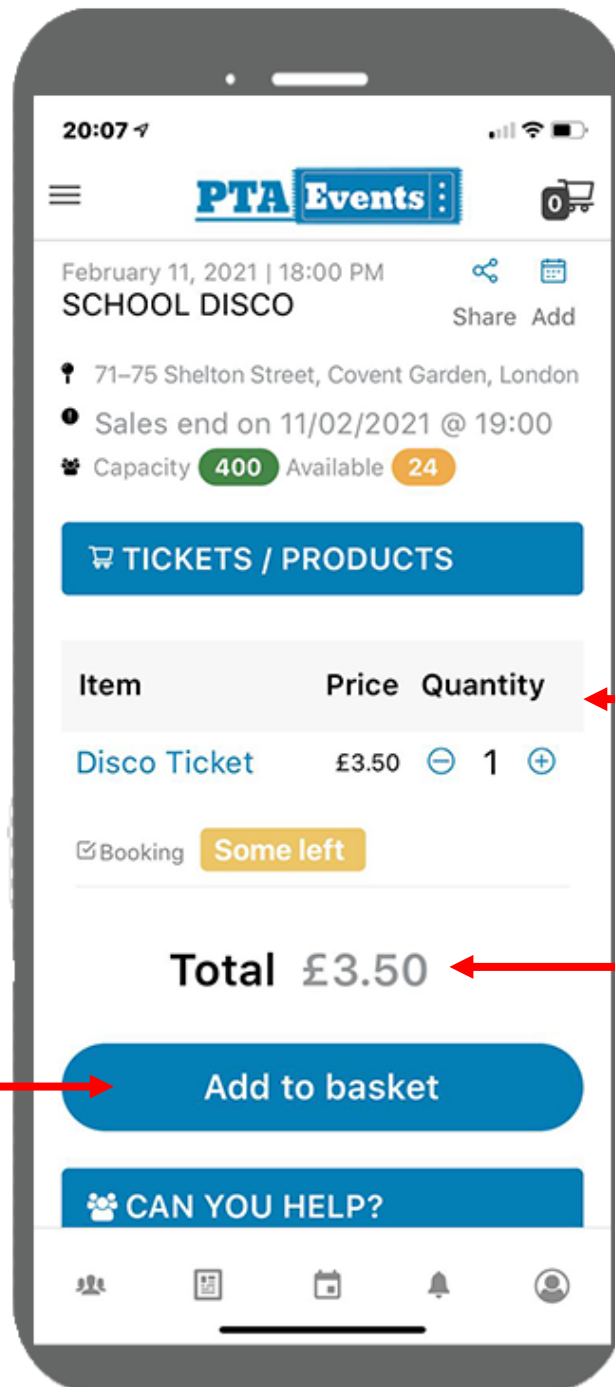 20:07
PTA Events
0
February 11, 2021 | 18:00 PM
SCHOOL DISCO
Share Add
71–75 Shelton Street, Covent Garden, London
Sales end on 11/02/2021 @ 19:00
Capacity 400 Available 24
TICKETS / PRODUCTS
Item Price Quantity
Disco Ticket £3.50 1
Booking Some left
Total £3.50
Add to basket
CAN YOU HELP?